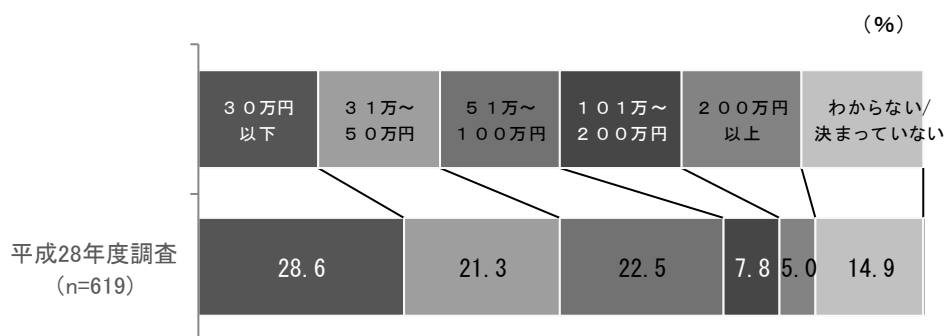 （％）
３０万円
以下
３１万～
５０万円
５１万～
１００万円
１０１万～
２００万円
２００万円
以上
わからない/
決まっていない
平成28年度調査
（n=619）
28.6
21.3
22.5
7.8
5.0
14.9